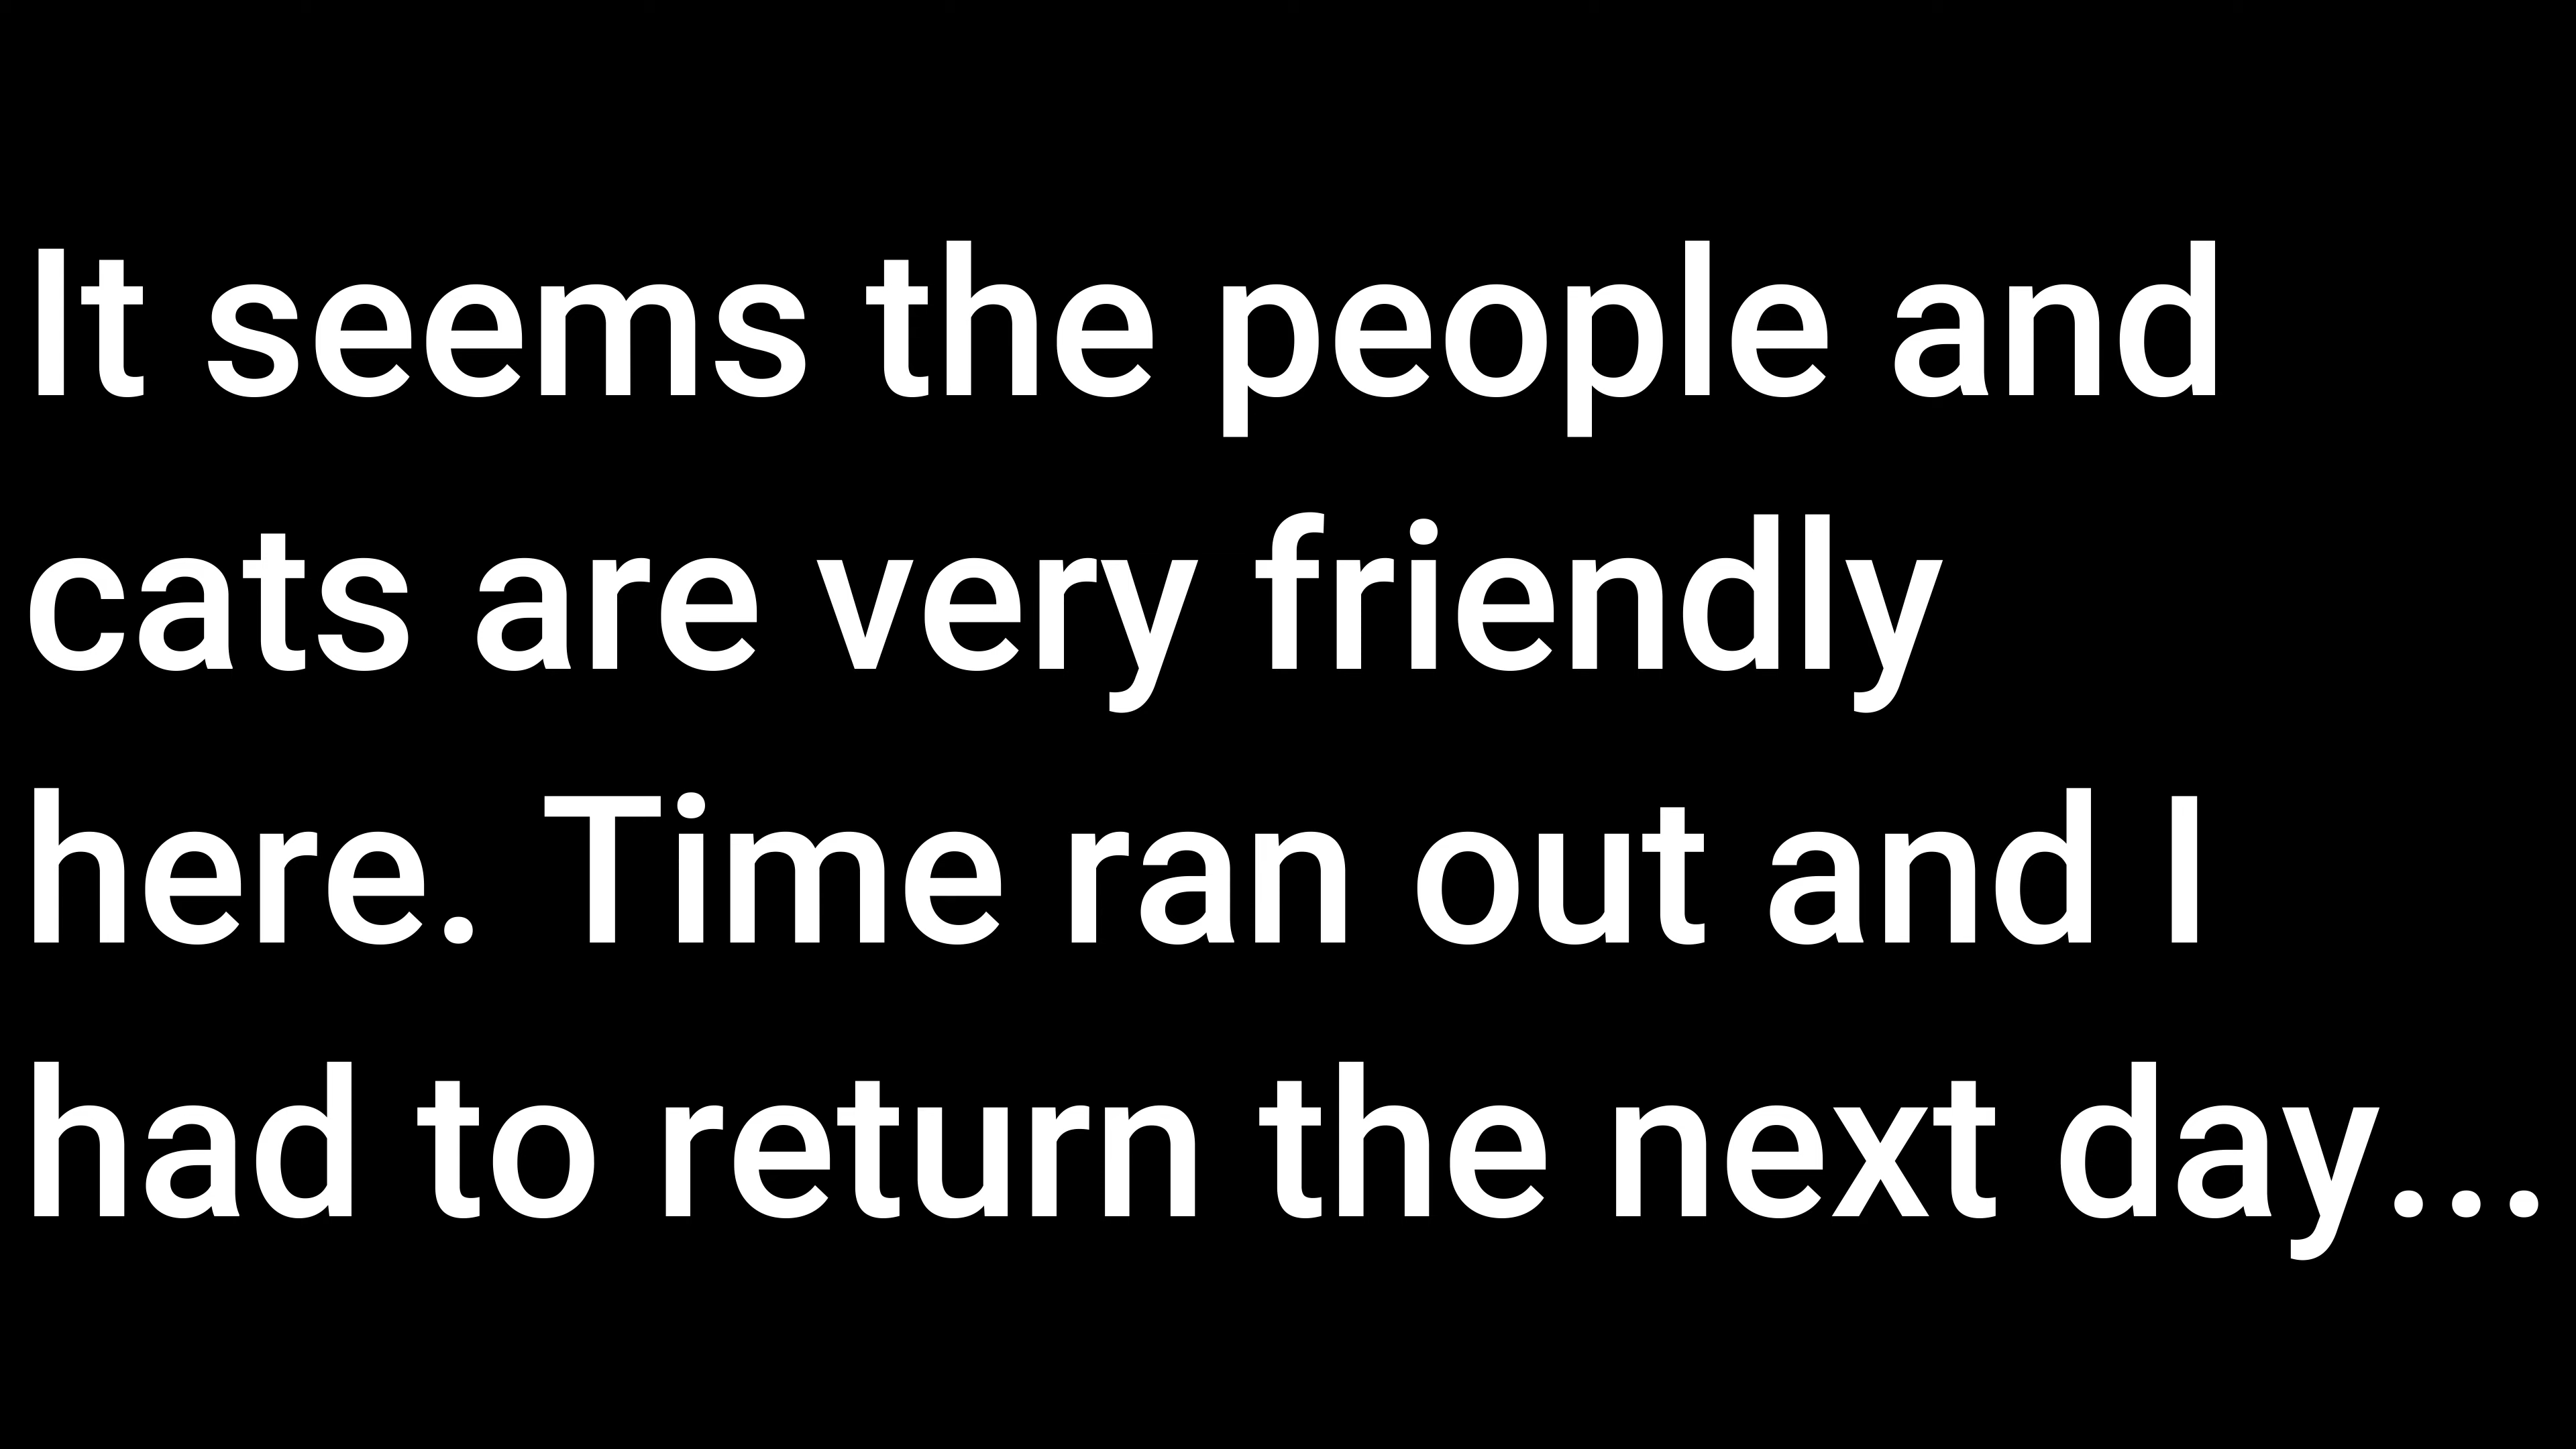 It seems the people and
cats are very friendly
here. Time ran out and I
had to return the next day...